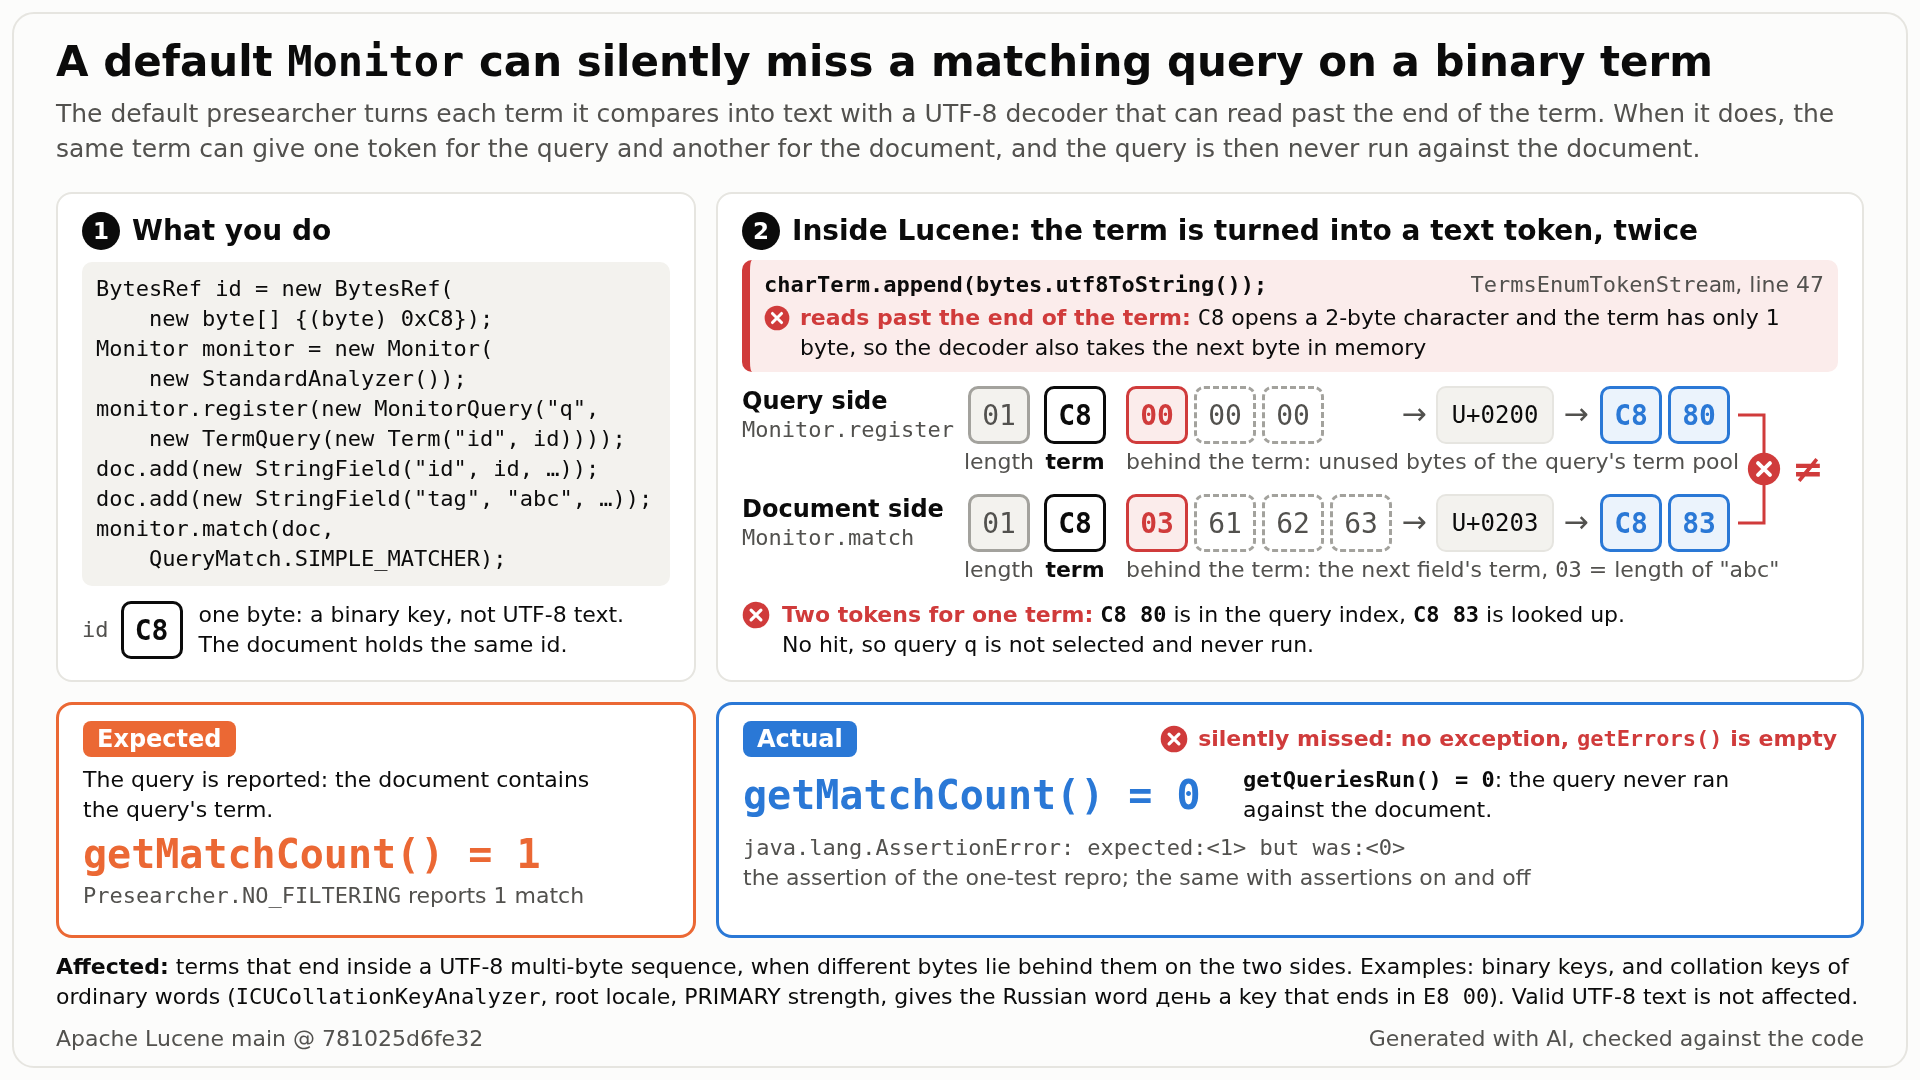 A default Monitor can silently miss a matching query on a binary term
The default presearcher turns each term it compares into text with a UTF-8 decoder that can read past the end of the term. When it does, the
same term can give one token for the query and another for the document, and the query is then never run against the document.
1 What you do
BytesRef id = new BytesRef(
    new byte[] {(byte) 0xC8});
Monitor monitor = new Monitor(
    new StandardAnalyzer());
monitor.register(new MonitorQuery("q",
    new TermQuery(new Term("id", id))));
doc.add(new StringField("id", id, …));
doc.add(new StringField("tag", "abc", …));
monitor.match(doc,
    QueryMatch.SIMPLE_MATCHER);
id C8 one byte: a binary key, not UTF-8 text.
The document holds the same id.
2 Inside Lucene: the term is turned into a text token, twice
charTerm.append(bytes.utf8ToString()); TermsEnumTokenStream, line 47
reads past the end of the term: C8 opens a 2-byte character and the term has only 1
byte, so the decoder also takes the next byte in memory
Query side
Monitor.register
01 C8 00 00 00 → U+0200 → C8 80
length term behind the term: unused bytes of the query's term pool
≠
Document side
Monitor.match
01 C8 03 61 62 63 → U+0203 → C8 83
length term behind the term: the next field's term, 03 = length of "abc"
Two tokens for one term: C8 80 is in the query index, C8 83 is looked up.
No hit, so query q is not selected and never run.
Expected
The query is reported: the document contains
the query's term.
getMatchCount() = 1
Presearcher.NO_FILTERING reports 1 match
Actual
silently missed: no exception, getErrors() is empty
getMatchCount() = 0
getQueriesRun() = 0: the query never ran
against the document.
java.lang.AssertionError: expected:<1> but was:<0>
the assertion of the one-test repro; the same with assertions on and off
Affected: terms that end inside a UTF-8 multi-byte sequence, when different bytes lie behind them on the two sides. Examples: binary keys, and collation keys of
ordinary words (ICUCollationKeyAnalyzer, root locale, PRIMARY strength, gives the Russian word день a key that ends in E8 00). Valid UTF-8 text is not affected.
Apache Lucene main @ 781025d6fe32
Generated with AI, checked against the code